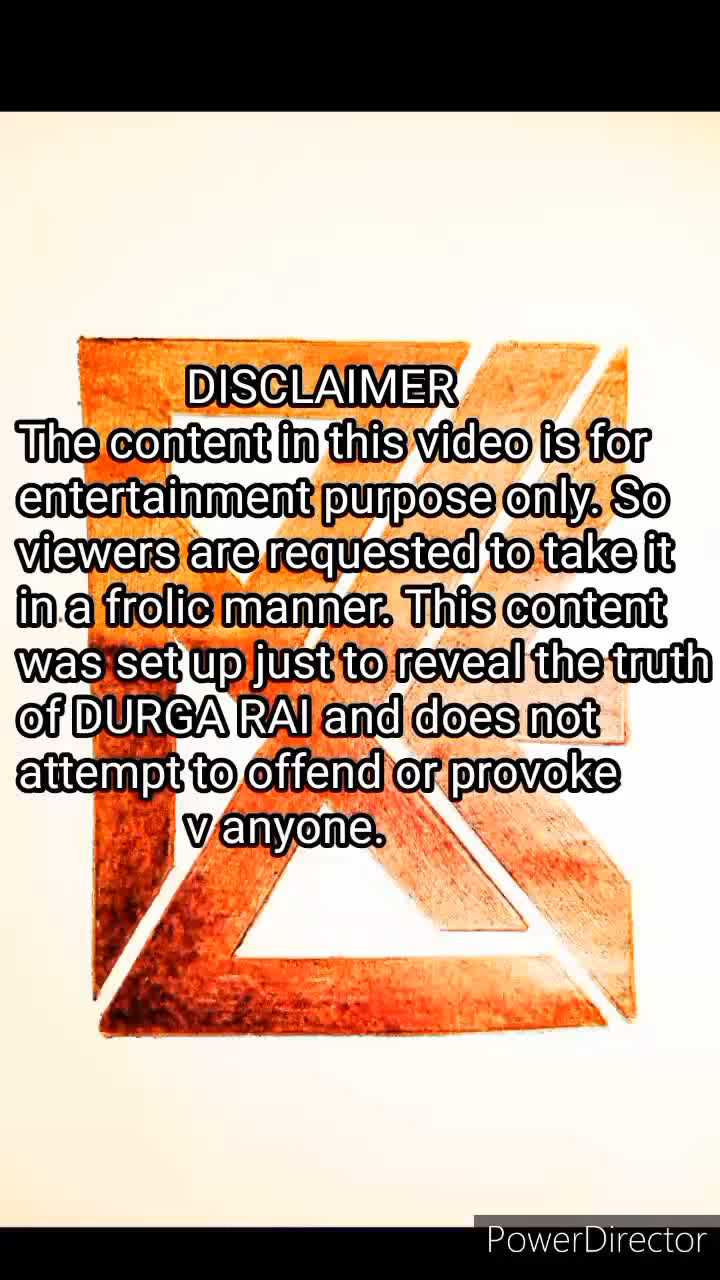 DISCLAIMER
The content in this video is for
entertainment purpose only. So
viewers are requested to take it
in a frolic manner. This content
was set up just to reveal the truth
of DURGA RAI and does not
attempt to offend or provoke
v anyone.
PowerDirector